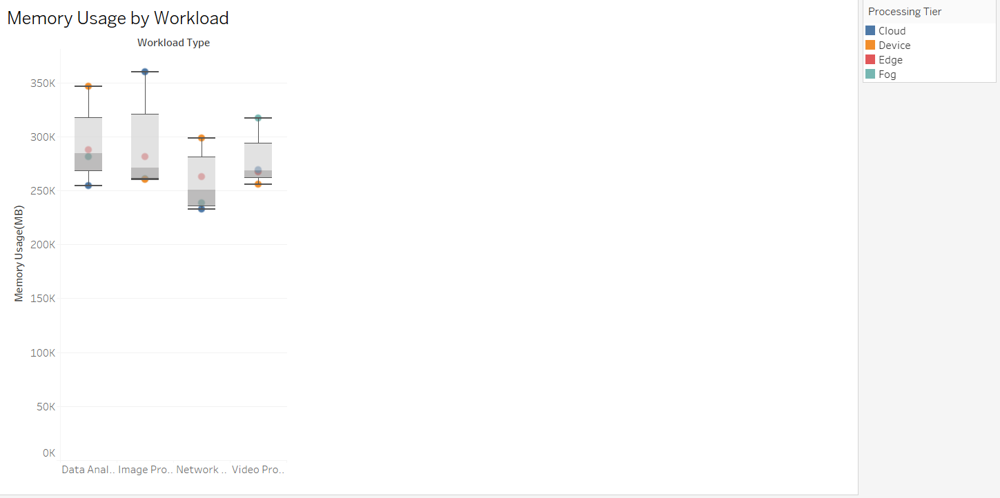 Memory Usage by Workload
Workload Type
350K
300K
250K
200K
150K
100K
50K
0K
Memory Usage(MB)
Data Anal.. Image Pro.. Network .. Video Pro..
Processing Tier
Cloud
Device
Edge
Fog